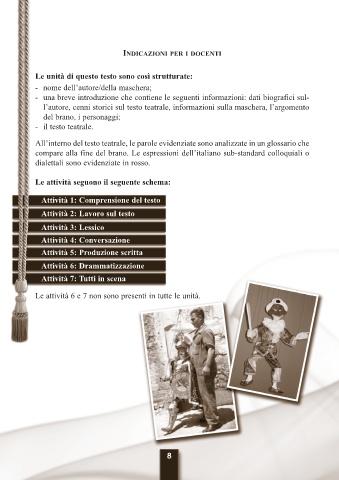 INDICAZIONI PER I DOCENTI
Le unità di questo testo sono così strutturate:
- nome dell'autore/della maschera;
- una breve introduzione che contiene le seguenti informazioni: dati biografici sul-
l'autore, cenni storici sul testo teatrale, informazioni sulla maschera, l'argomento
del brano, i personaggi;
- il testo teatrale.
All'interno del testo teatrale, le parole evidenziate sono analizzate in un glossario che
compare alla fine del brano. Le espressioni dell'italiano sub-standard colloquiali o
dialettali sono evidenziate in rosso.
Le attività seguono il seguente schema:
Attività 1: Comprensione del testo
Attività 2: Lavoro sul testo
Attività 3: Lessico
Attività 4: Conversazione
Attività 5: Produzione scritta
Attività 6: Drammatizzazione
Attività 7: Tutti in scena
Le attività 6 e 7 non sono presenti in tutte le unità.
8